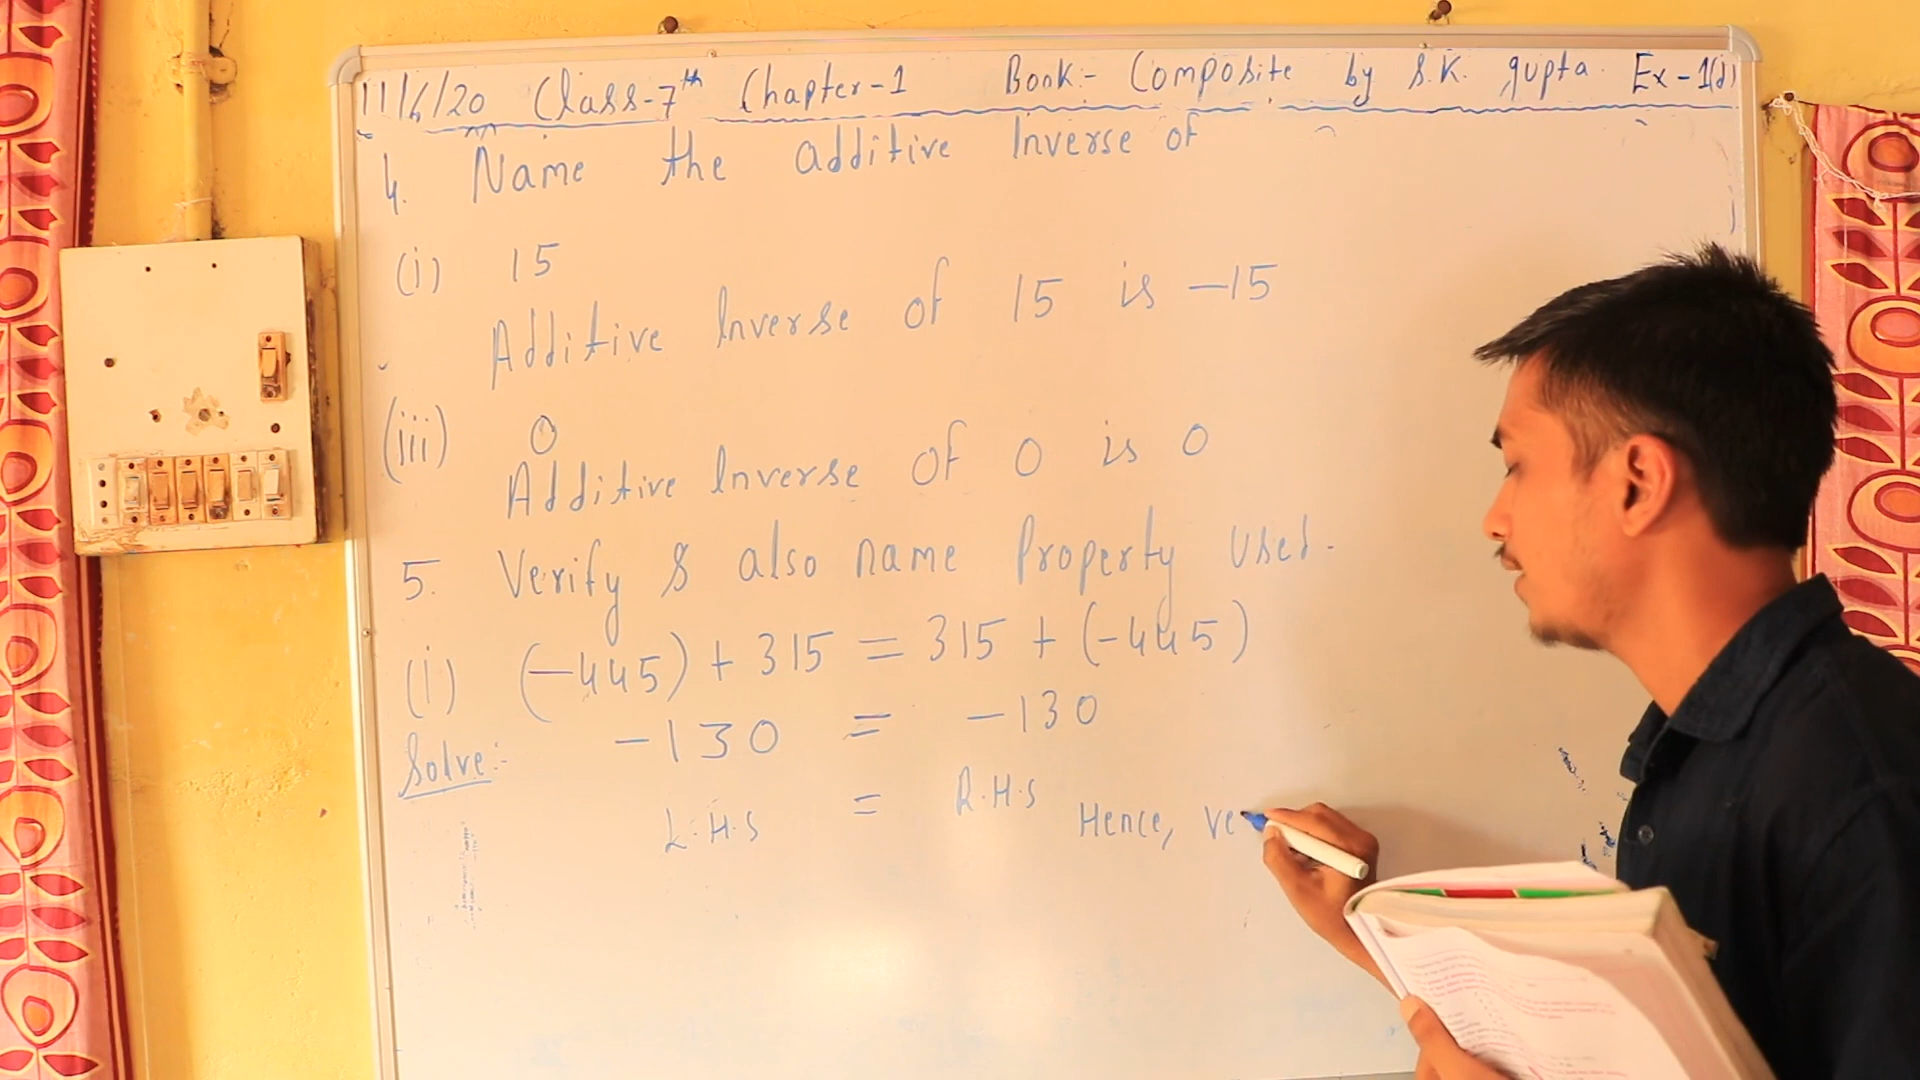 11/6/20 Class-7th Chapter-1 Book:- Composite by S.K. gupta. Ex-1(d)
4. Name the additive Inverse of
(i) 15
Additive Inverse of 15 is -15
(iii) 0
Additive Inverse of 0 is 0
5. Verify & also name Property used.
(i) (-445) + 315 = 315 + (-445)
Solve:- -130 = -130
L.H.S = R.H.S Hence, ve